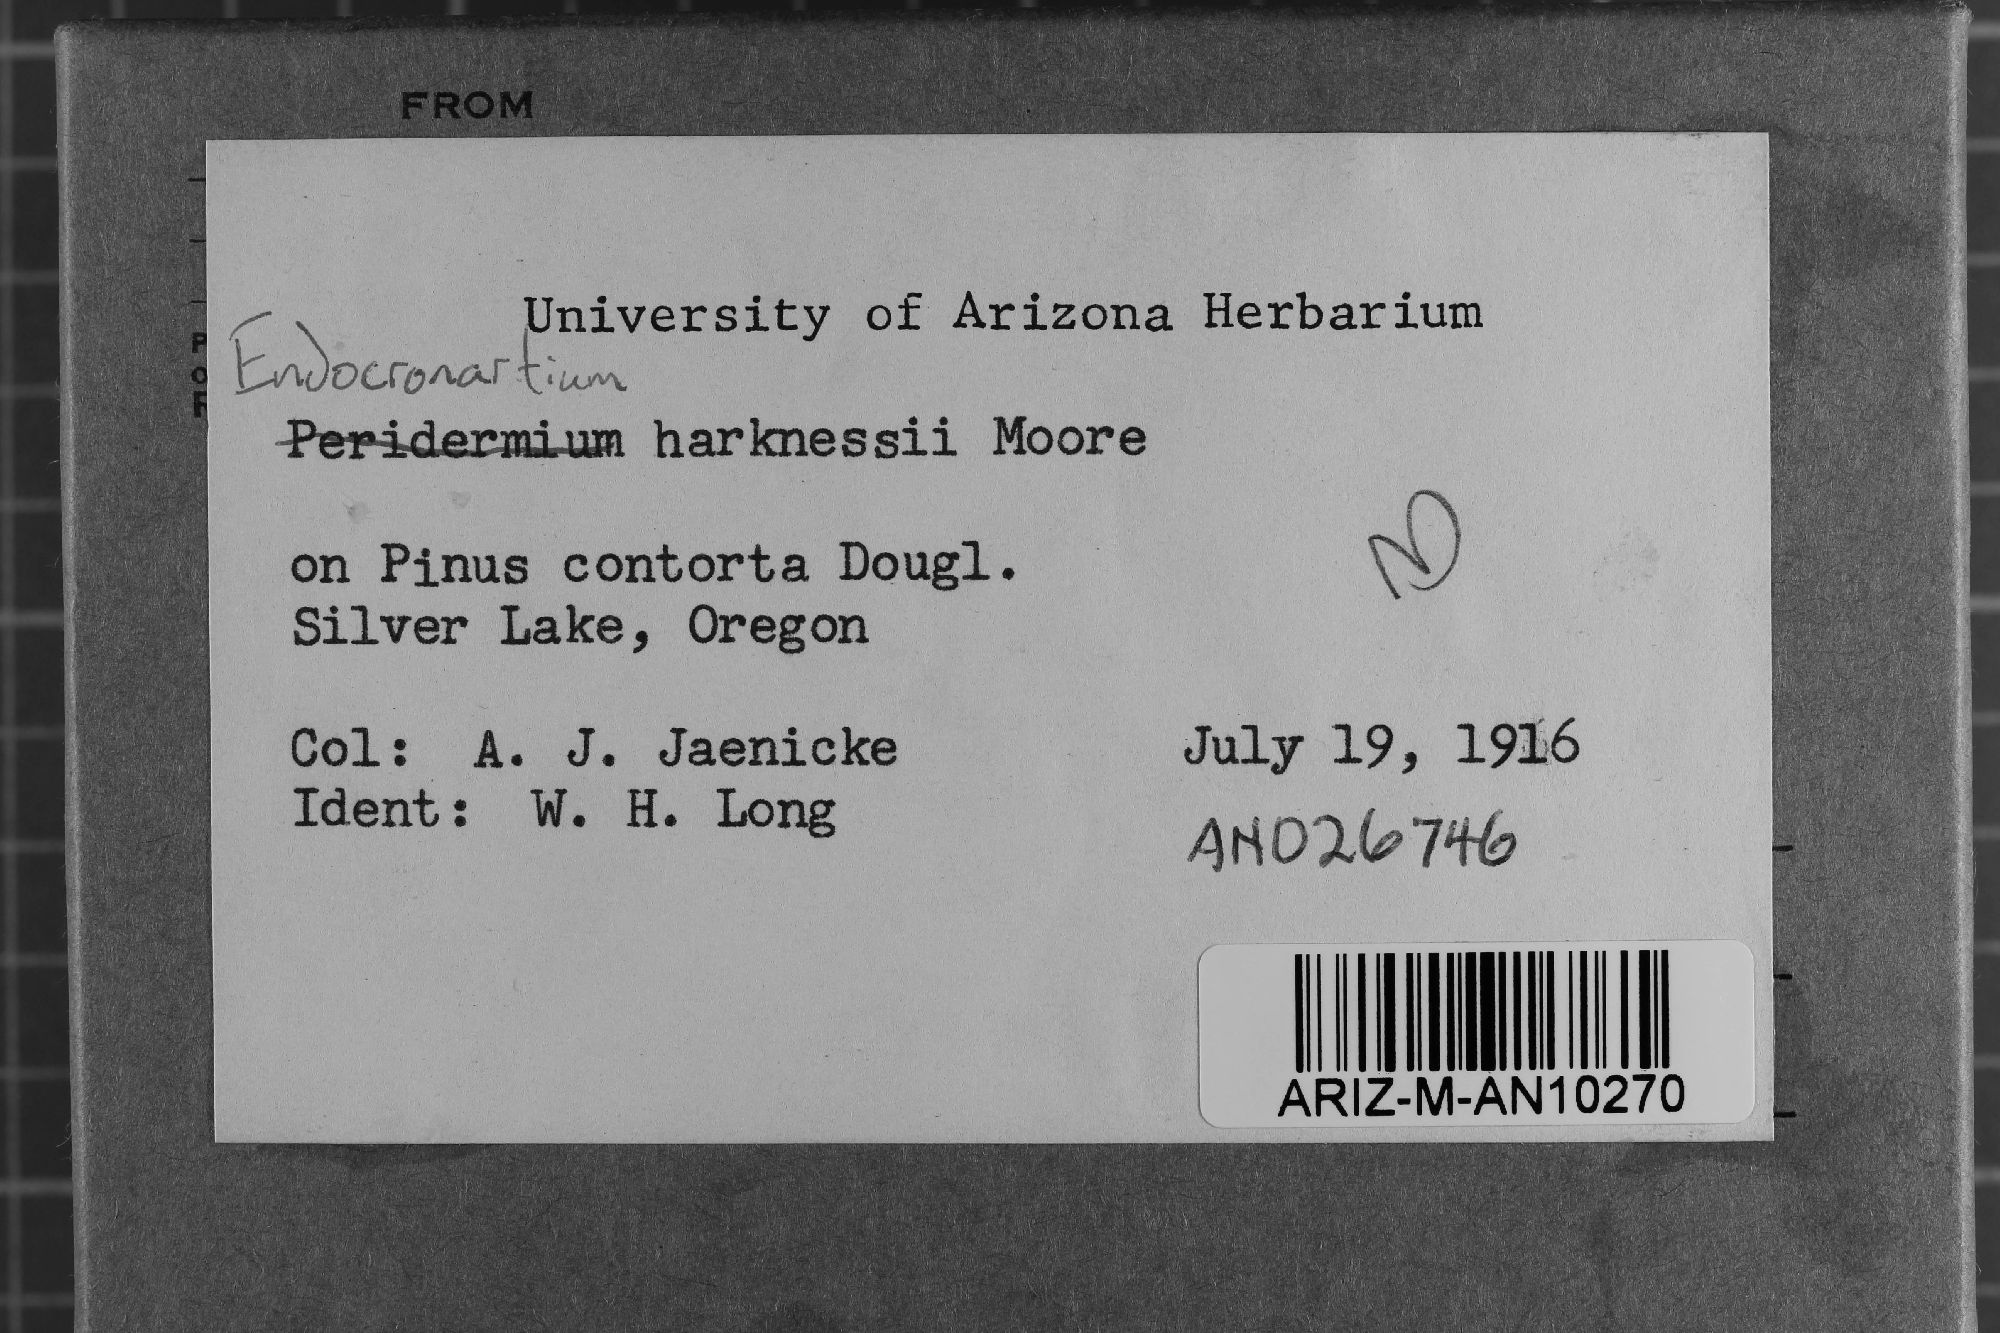 FROM
University of Arizona Herbarium
Endocronartium
Peridermium harknessii Moore
on Pinus contorta Dougl.
Silver Lake, Oregon
ND
Col: A. J. Jaenicke July 19, 1916
Ident: W. H. Long
AN026746
ARIZ-M-AN10270